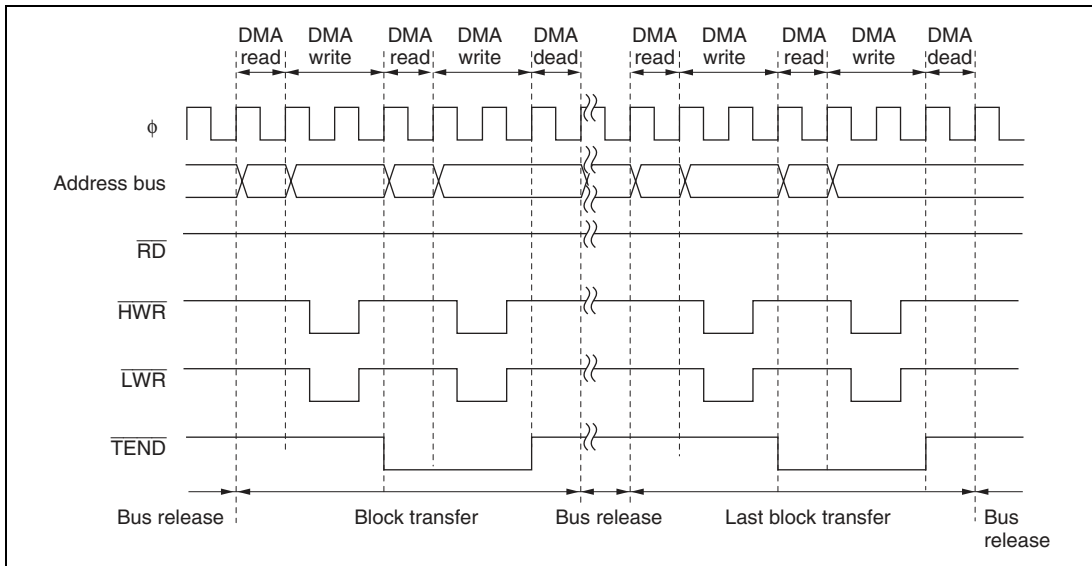 DMA DMA DMA DMA DMA DMA DMA DMA DMA DMA
read write read write dead read write read write dead
ϕ
Address bus
RD
HWR
LWR
TEND
Bus release Block transfer Bus release Last block transfer Bus
release